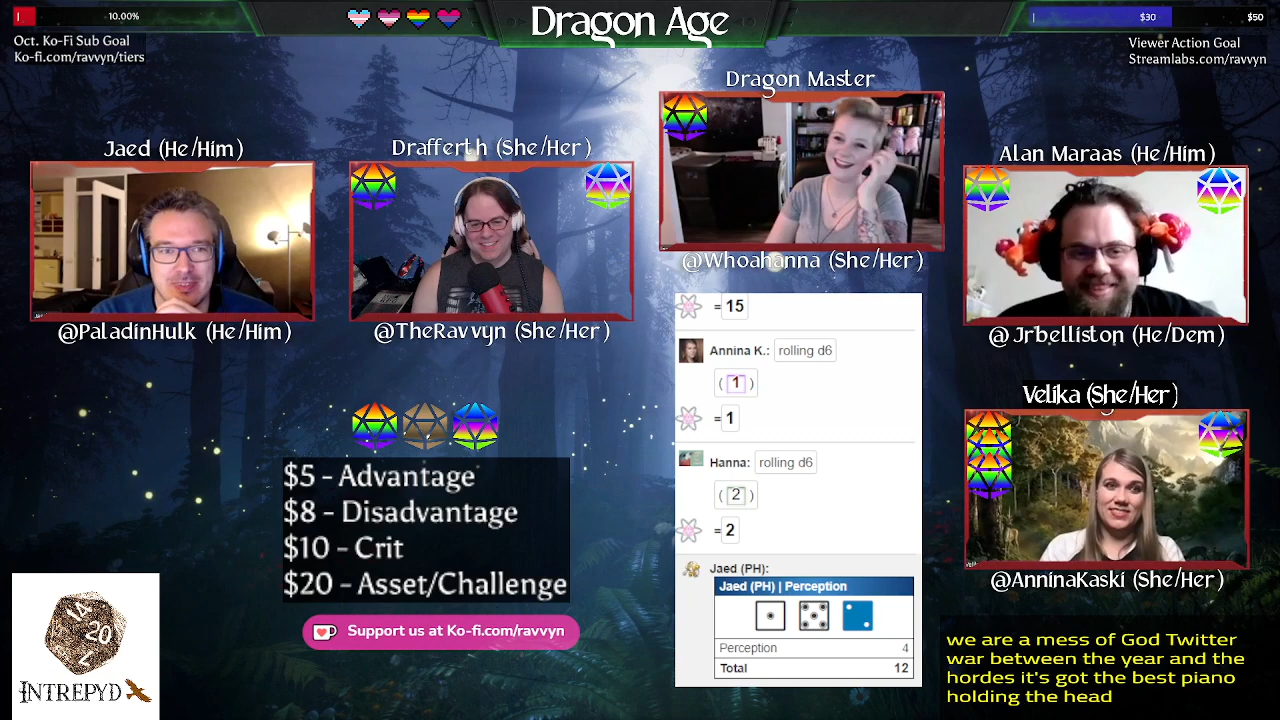 10.00%
Dragon Age
$30
$50
Oct. Ko-Fi Sub Goal
Ko-fi.com/ravvyn/tiers
Viewer Action Goal
Streamlabs.com/ravvyn
Dragon Master
Jaed (He/Him)
Drafferth (She/Her)
Alan Maraas (He/Him)
@Whoahanna (She/Her)
@PaladinHulk (He/Him)
@TheRavvyn (She/Her)
@Jrbelliston (He/Dem)
=15
Annina K.: rolling d6
(1)
=1
Hanna: rolling d6
(2)
=2
Jaed (PH):
Jaed (PH) | Perception
Perception 4
Total 12
Velika (She/Her)
@AnninaKaski (She/Her)
$5 - Advantage
$8 - Disadvantage
$10 - Crit
$20 - Asset/Challenge
Support us at Ko-fi.com/ravvyn
20
INTREPYD
we are a mess of God Twitter
war between the year and the
hordes it's got the best piano
holding the head